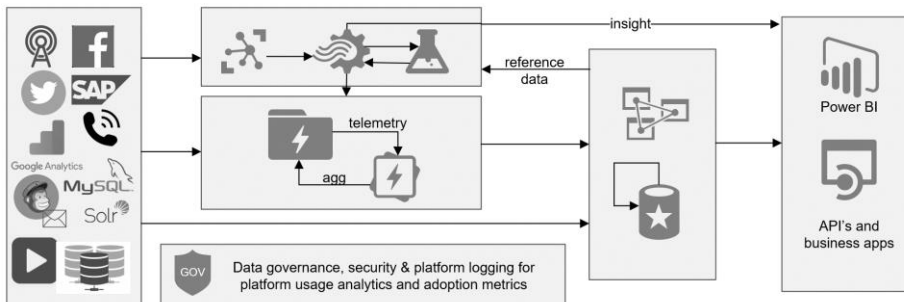 SAP
Google Analytics
MySQL
Solr
insight
reference
data
telemetry
agg
GOV
Data governance, security & platform logging for
platform usage analytics and adoption metrics
Power BI
API's and
business apps